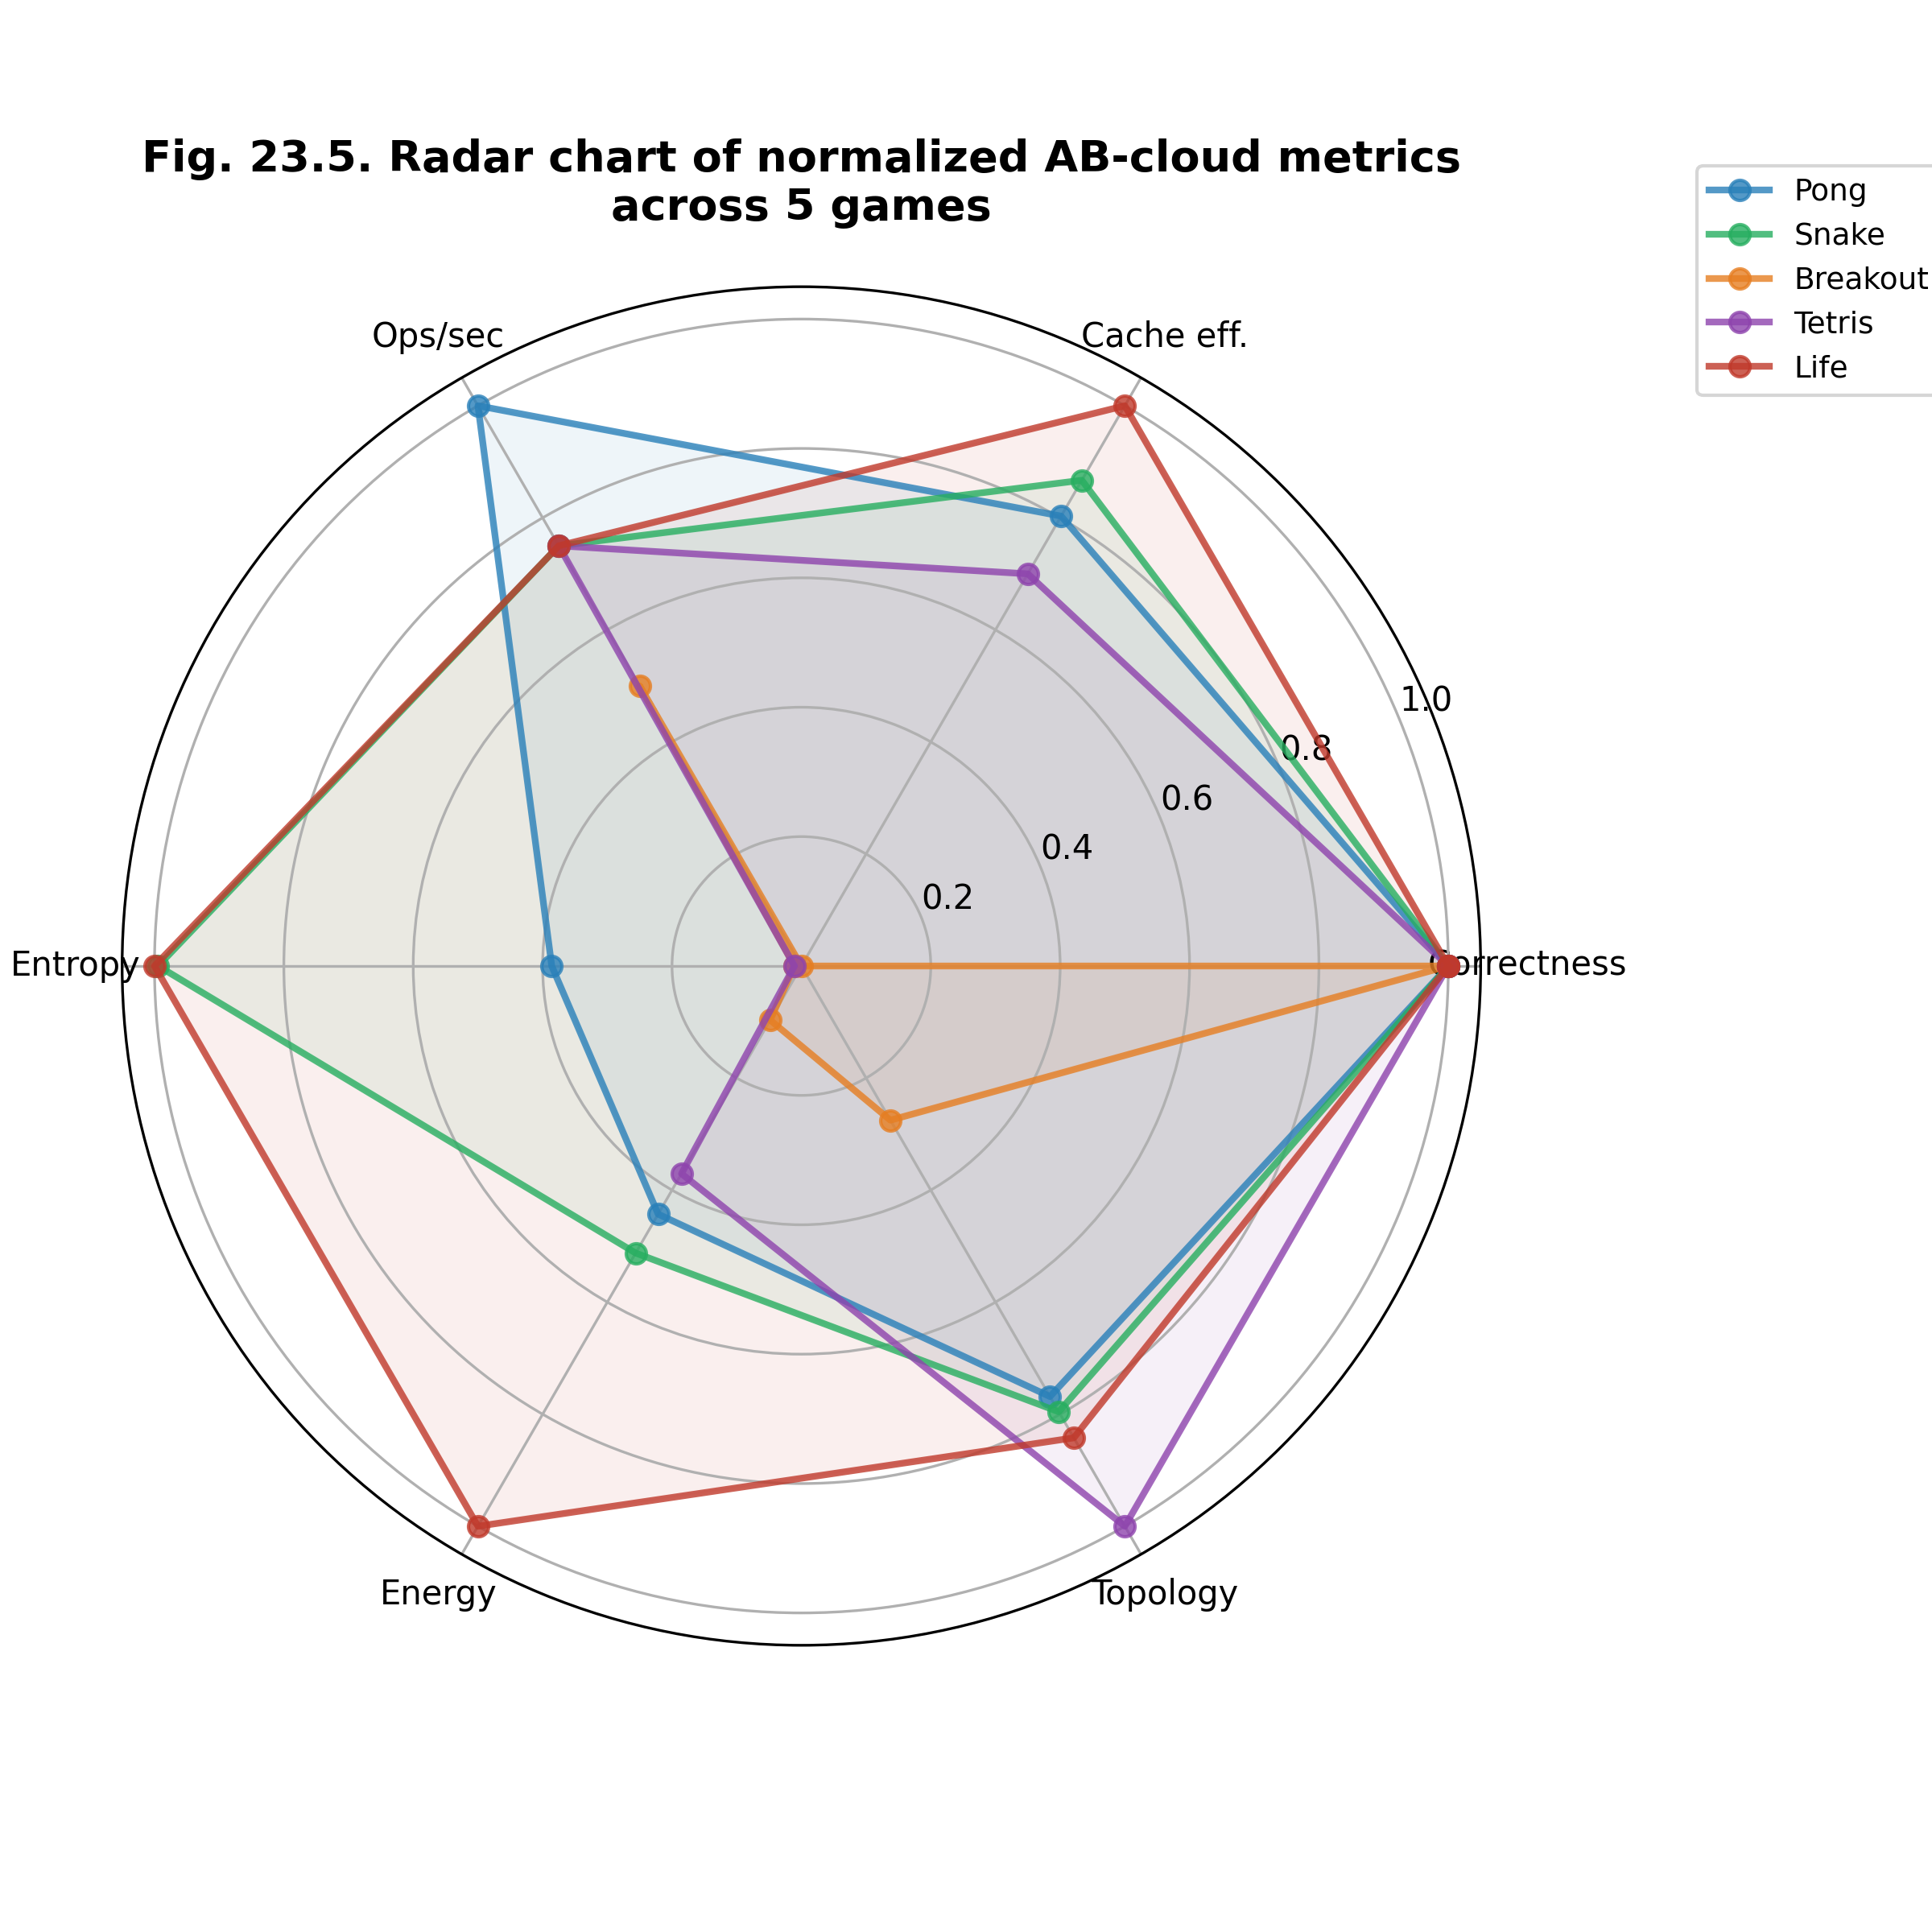 Fig. 23.5. Radar chart of normalized AB-cloud metrics
across 5 games
Pong
Snake
Breakout
Tetris
Life
Ops/sec
Cache eff.
1.0
0.8
0.6
0.4
0.2
Entropy
Correctness
Energy
Topology